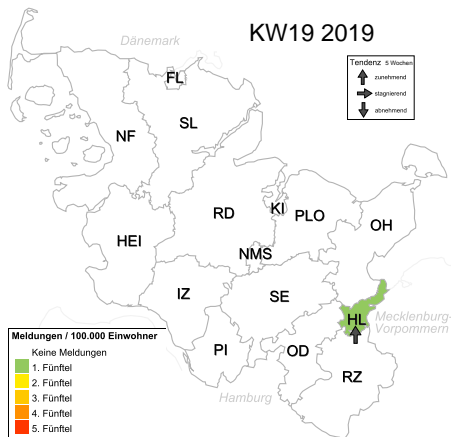 KW19 2019
Dänemark
Tendenz 5 Wochen
zunehmend
stagnierend
abnehmend
FL
SL
NF
RD
KI
PLO
OH
HEI
NMS
IZ
SE
HL
Mecklenburg-
Vorpommern
PI
OD
RZ
Hamburg
Meldungen / 100.000 Einwohner
Keine Meldungen
1. Fünftel
2. Fünftel
3. Fünftel
4. Fünftel
5. Fünftel